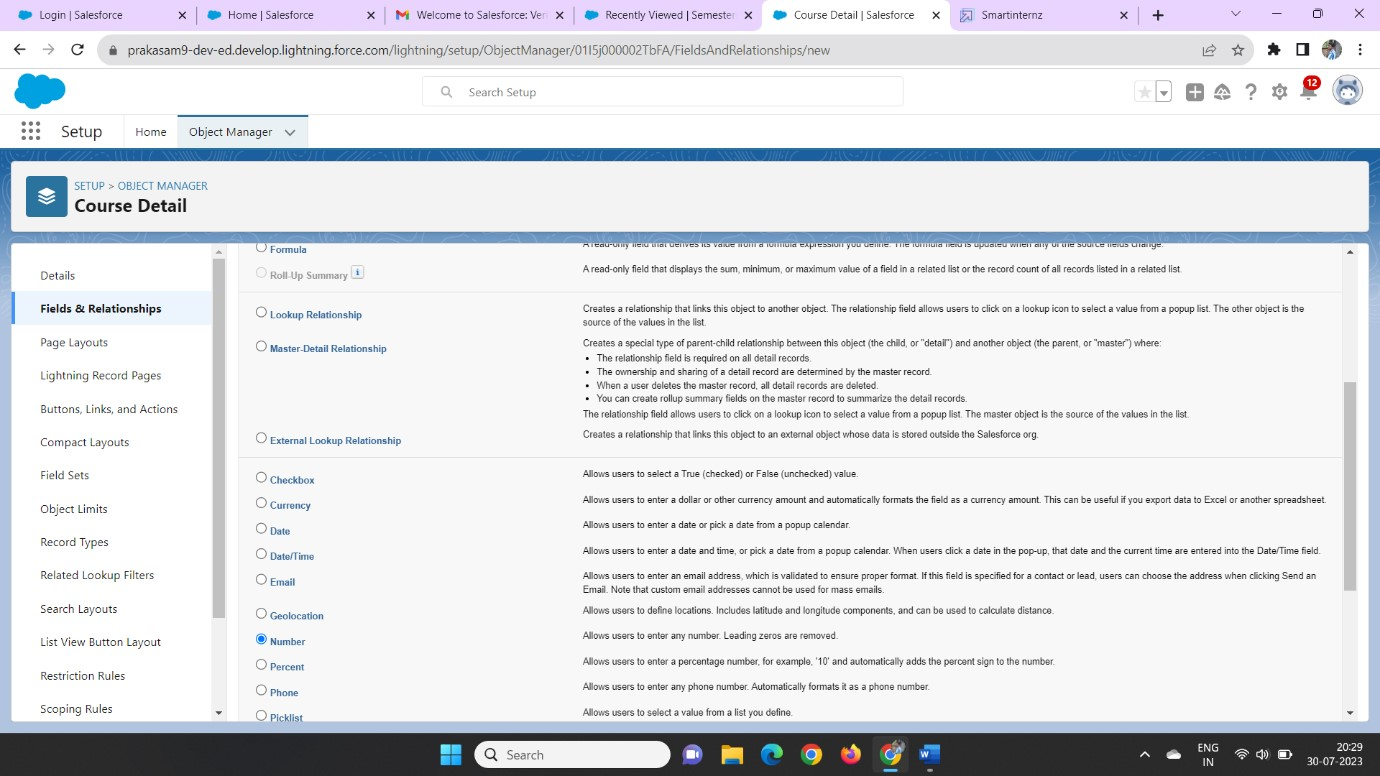 Login | Salesforce
Home | Salesforce
Welcome to Salesforce: Ver
Recently Viewed | Semester
Course Detail | Salesforce
Smartinternz
prakasam9-dev-ed.develop.lightning.force.com/lightning/setup/ObjectManager/01I5j000002TbFA/FieldsAndRelationships/new
Search Setup
12
Setup
Home
Object Manager
SETUP > OBJECT MANAGER
Course Detail
Details
Fields & Relationships
Page Layouts
Lightning Record Pages
Buttons, Links, and Actions
Compact Layouts
Field Sets
Object Limits
Record Types
Related Lookup Filters
Search Layouts
List View Button Layout
Restriction Rules
Scoping Rules
Formula
A read-only field that derives its value from a formula expression you define. The formula field is updated when any of the source fields change.
Roll-Up Summary
A read-only field that displays the sum, minimum, or maximum value of a field in a related list or the record count of all records listed in a related list.
Lookup Relationship
Creates a relationship that links this object to another object. The relationship field allows users to click on a lookup icon to select a value from a popup list. The other object is the
source of the values in the list.
Master-Detail Relationship
Creates a special type of parent-child relationship between this object (the child, or "detail") and another object (the parent, or "master") where:
• The relationship field is required on all detail records.
• The ownership and sharing of a detail record are determined by the master record.
• When a user deletes the master record, all detail records are deleted.
• You can create rollup summary fields on the master record to summarize the detail records.
The relationship field allows users to click on a lookup icon to select a value from a popup list. The master object is the source of the values in the list.
External Lookup Relationship
Creates a relationship that links this object to an external object whose data is stored outside the Salesforce org.
Checkbox
Allows users to select a True (checked) or False (unchecked) value.
Currency
Allows users to enter a dollar or other currency amount and automatically formats the field as a currency amount. This can be useful if you export data to Excel or another spreadsheet.
Date
Allows users to enter a date or pick a date from a popup calendar.
Date/Time
Allows users to enter a date and time, or pick a date from a popup calendar. When users click a date in the pop-up, that date and the current time are entered into the Date/Time field.
Email
Allows users to enter an email address, which is validated to ensure proper format. If this field is specified for a contact or lead, users can choose the address when clicking Send an
Email. Note that custom email addresses cannot be used for mass emails.
Geolocation
Allows users to define locations. Includes latitude and longitude components, and can be used to calculate distance.
Number
Allows users to enter any number. Leading zeros are removed.
Percent
Allows users to enter a percentage number, for example, '10' and automatically adds the percent sign to the number.
Phone
Allows users to enter any phone number. Automatically formats it as a phone number.
Picklist
Allows users to select a value from a list you define.
Search
ENG
IN
20:29
30-07-2023